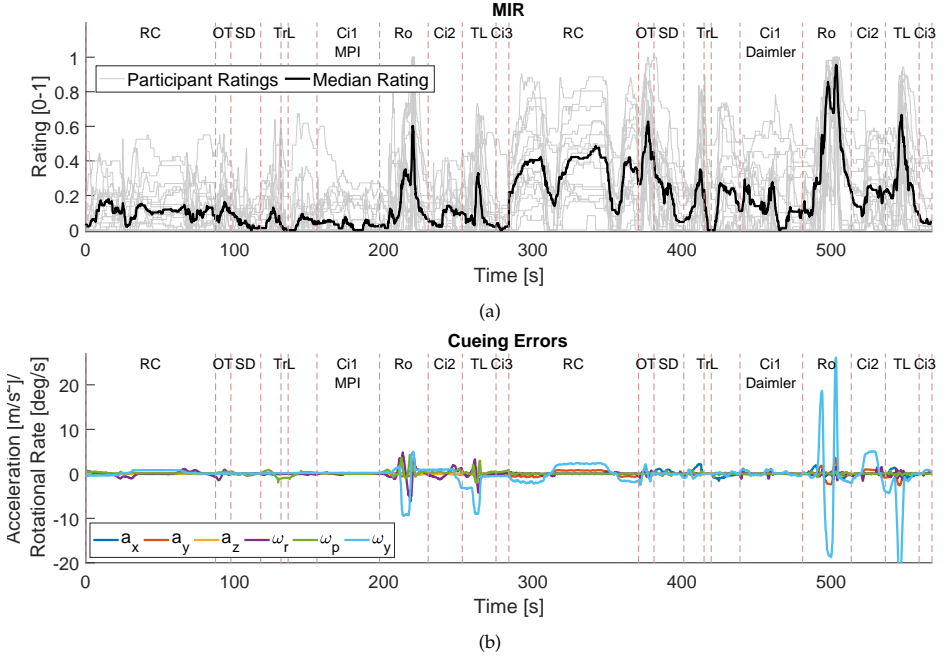 MIR
RC OT SD TrL Ci1 Ro Ci2 TL Ci3 RC OT SD TrL Ci1 Ro Ci2 TL Ci3
MPI Daimler
Participant Ratings Median Rating
Rating [0-1]
1
0.8
0.6
0.4
0.2
0
0 100 200 300 400 500
Time [s]
(a)
Cueing Errors
RC OT SD TrL Ci1 Ro Ci2 TL Ci3 RC OT SD TrL Ci1 Ro Ci2 TL Ci3
MPI Daimler
Acceleration [m/s²]/
Rotational Rate [deg/s]
20
10
0
-10
-20
a_x a_y a_z ω_r ω_p ω_y
0 100 200 300 400 500
Time [s]
(b)